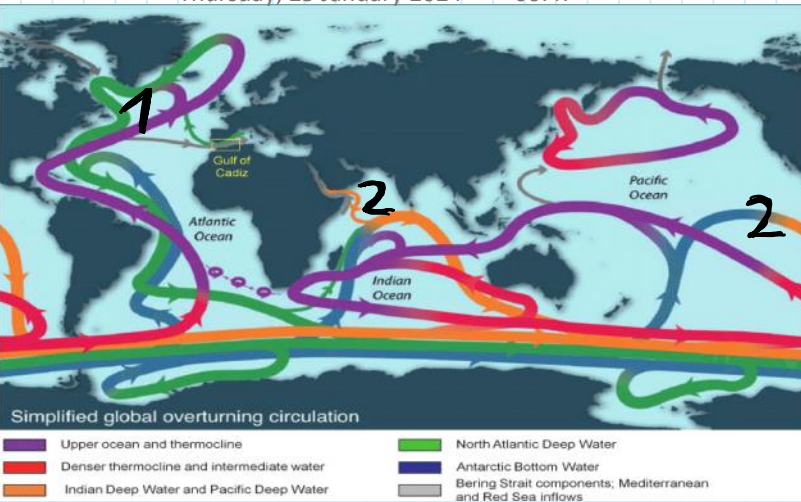 1
Gulf of
Cadiz
2
Pacific
Ocean
2
Atlantic
Ocean
Indian
Ocean
Simplified global overturning circulation
Upper ocean and thermocline
North Atlantic Deep Water
Denser thermocline and intermediate water
Antarctic Bottom Water
Indian Deep Water and Pacific Deep Water
Bering Strait components; Mediterranean
and Red Sea inflows